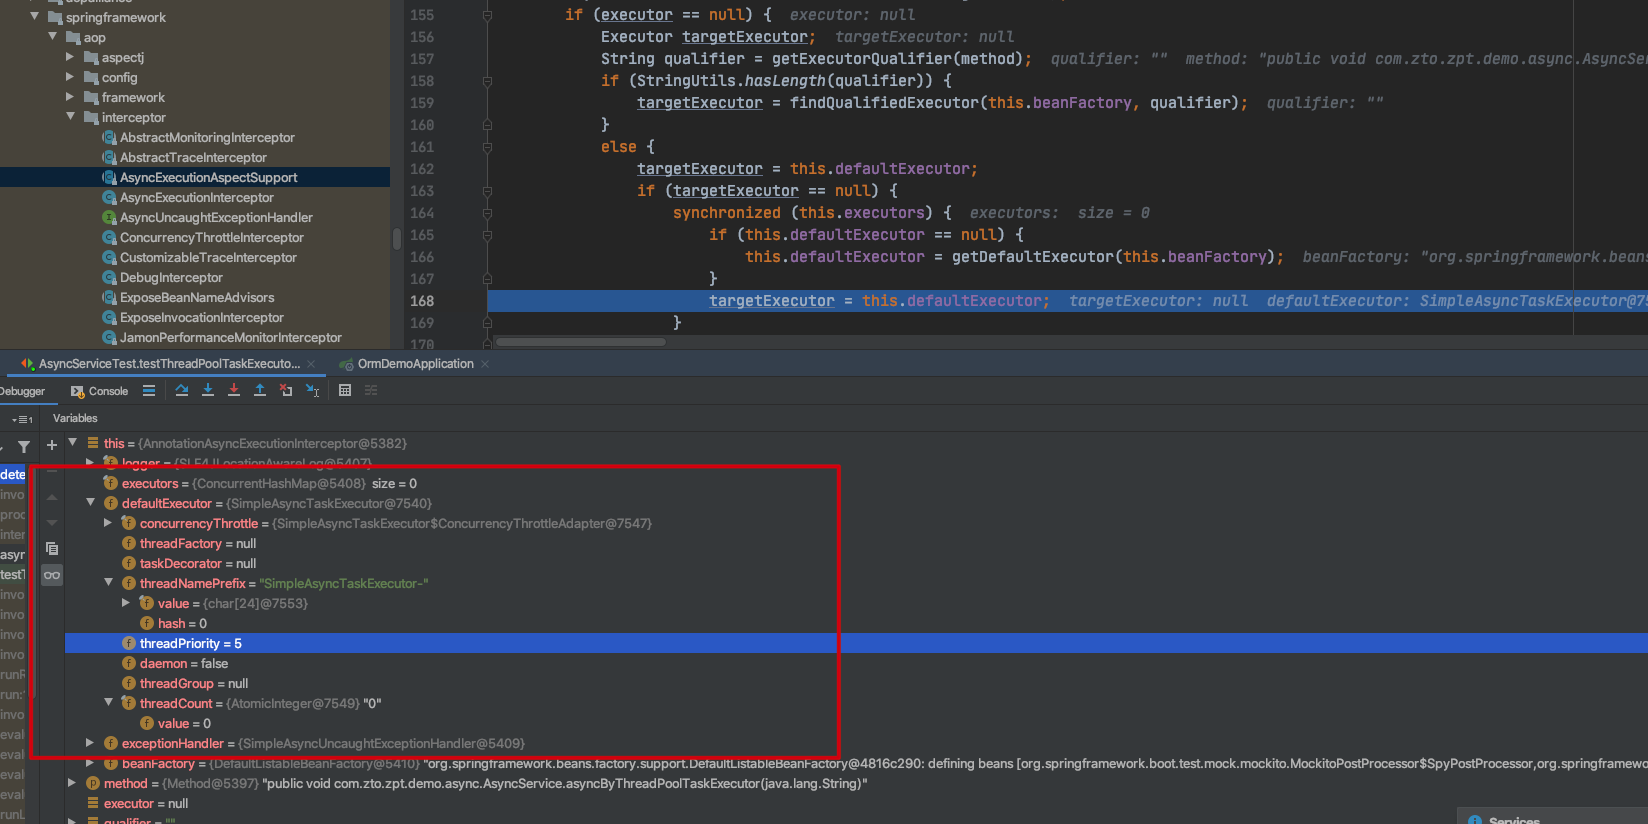 springframework
aop
aspectj
config
framework
interceptor
AbstractMonitoringInterceptor
AbstractTraceInterceptor
AsyncExecutionAspectSupport
AsyncExecutionInterceptor
AsyncUncaughtExceptionHandler
ConcurrencyThrottleInterceptor
CustomizableTraceInterceptor
DebugInterceptor
ExposeBeanNameAdvisors
ExposeInvocationInterceptor
JamonPerformanceMonitorInterceptor
155 if (executor == null) { executor: null
156 Executor targetExecutor; targetExecutor: null
157 String qualifier = getExecutorQualifier(method); qualifier: "" method: "public void com.zto.zpt.demo.async.AsyncSer
158 if (StringUtils.hasLength(qualifier)) {
159 targetExecutor = findQualifiedExecutor(this.beanFactory, qualifier); qualifier: ""
160 }
161 else {
162 targetExecutor = this.defaultExecutor;
163 if (targetExecutor == null) {
164 synchronized (this.executors) { executors: size = 0
165 if (this.defaultExecutor == null) {
166 this.defaultExecutor = getDefaultExecutor(this.beanFactory); beanFactory: "org.springframework.beans
167 }
168 targetExecutor = this.defaultExecutor; targetExecutor: null defaultExecutor: SimpleAsyncTaskExecutor@75
169 }
170
AsyncServiceTest.testThreadPoolTaskExecuto... OrmDemoApplication
Debugger Console
Variables
this = {AnnotationAsyncExecutionInterceptor@5382}
logger = {SLF4JLocationAwareLog@5407}
executors = {ConcurrentHashMap@5408} size = 0
defaultExecutor = {SimpleAsyncTaskExecutor@7540}
concurrencyThrottle = {SimpleAsyncTaskExecutor$ConcurrencyThrottleAdapter@7547}
threadFactory = null
taskDecorator = null
threadNamePrefix = "SimpleAsyncTaskExecutor-"
value = {char[24]@7553}
hash = 0
threadPriority = 5
daemon = false
threadGroup = null
threadCount = {AtomicInteger@7549} "0"
value = 0
exceptionHandler = {SimpleAsyncUncaughtExceptionHandler@5409}
beanFactory = {DefaultListableBeanFactory@5410} "org.springframework.beans.factory.support.DefaultListableBeanFactory@4816c290: defining beans [org.springframework.boot.test.mock.mockito.MockitoPostProcessor$SpyPostProcessor,org.springframewo
method = {Method@5397} "public void com.zto.zpt.demo.async.AsyncService.asyncByThreadPoolTaskExecutor(java.lang.String)"
executor = null
qualifier = ""
dete
invo
proc
inter
asyn
testT
invo
invo
invo
invo
runR
run:
invo
eval
eval
eval
eval
runL
Services